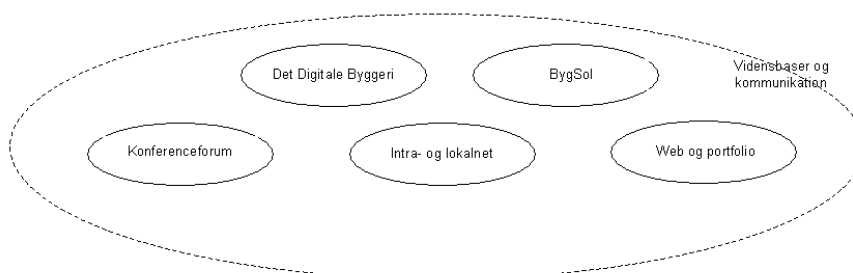 Det Digitale Byggeri
BygSol
Vidensbaser og
kommunikation
Konferenceforum
Intra- og lokalnet
Web og portfolio